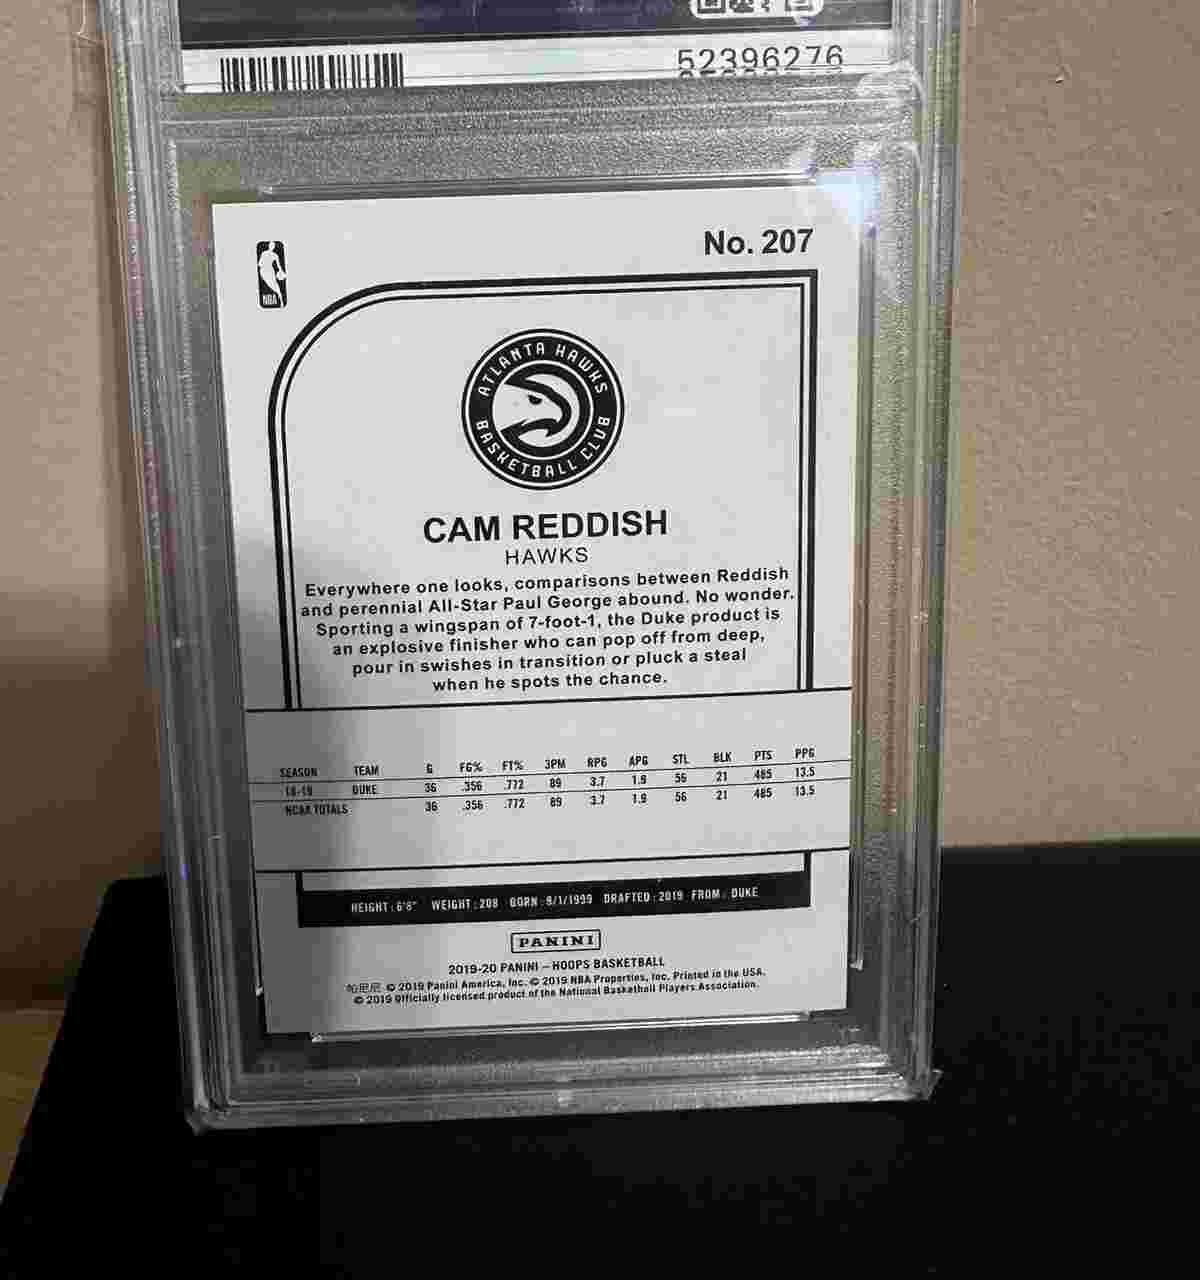 52396276
No. 207
NBA
ATLANTA HAWKS
BASKETBALL CLUB
CAM REDDISH
HAWKS
Everywhere one looks, comparisons between Reddish
and perennial All-Star Paul George abound. No wonder.
Sporting a wingspan of 7-foot-1, the Duke product is
an explosive finisher who can pop off from deep,
pour in swishes in transition or pluck a steal
when he spots the chance.
SEASON TEAM G FG% FT% 3PM RPG APG STL BLK PTS PPG
18-19 DUKE 36 .356 .772 89 3.7 1.9 56 21 485 13.5
NCAA TOTALS 36 .356 .772 89 3.7 1.9 56 21 485 13.5
HEIGHT: 6'8" WEIGHT: 208 BORN: 9/1/1999 DRAFTED: 2019 FROM: DUKE
PANINI
2019-20 PANINI – HOOPS BASKETBALL
帕尼尼 © 2019 Panini America, Inc. © 2019 NBA Properties, Inc. Printed in the USA.
© 2019 Officially licensed product of the National Basketball Players Association.